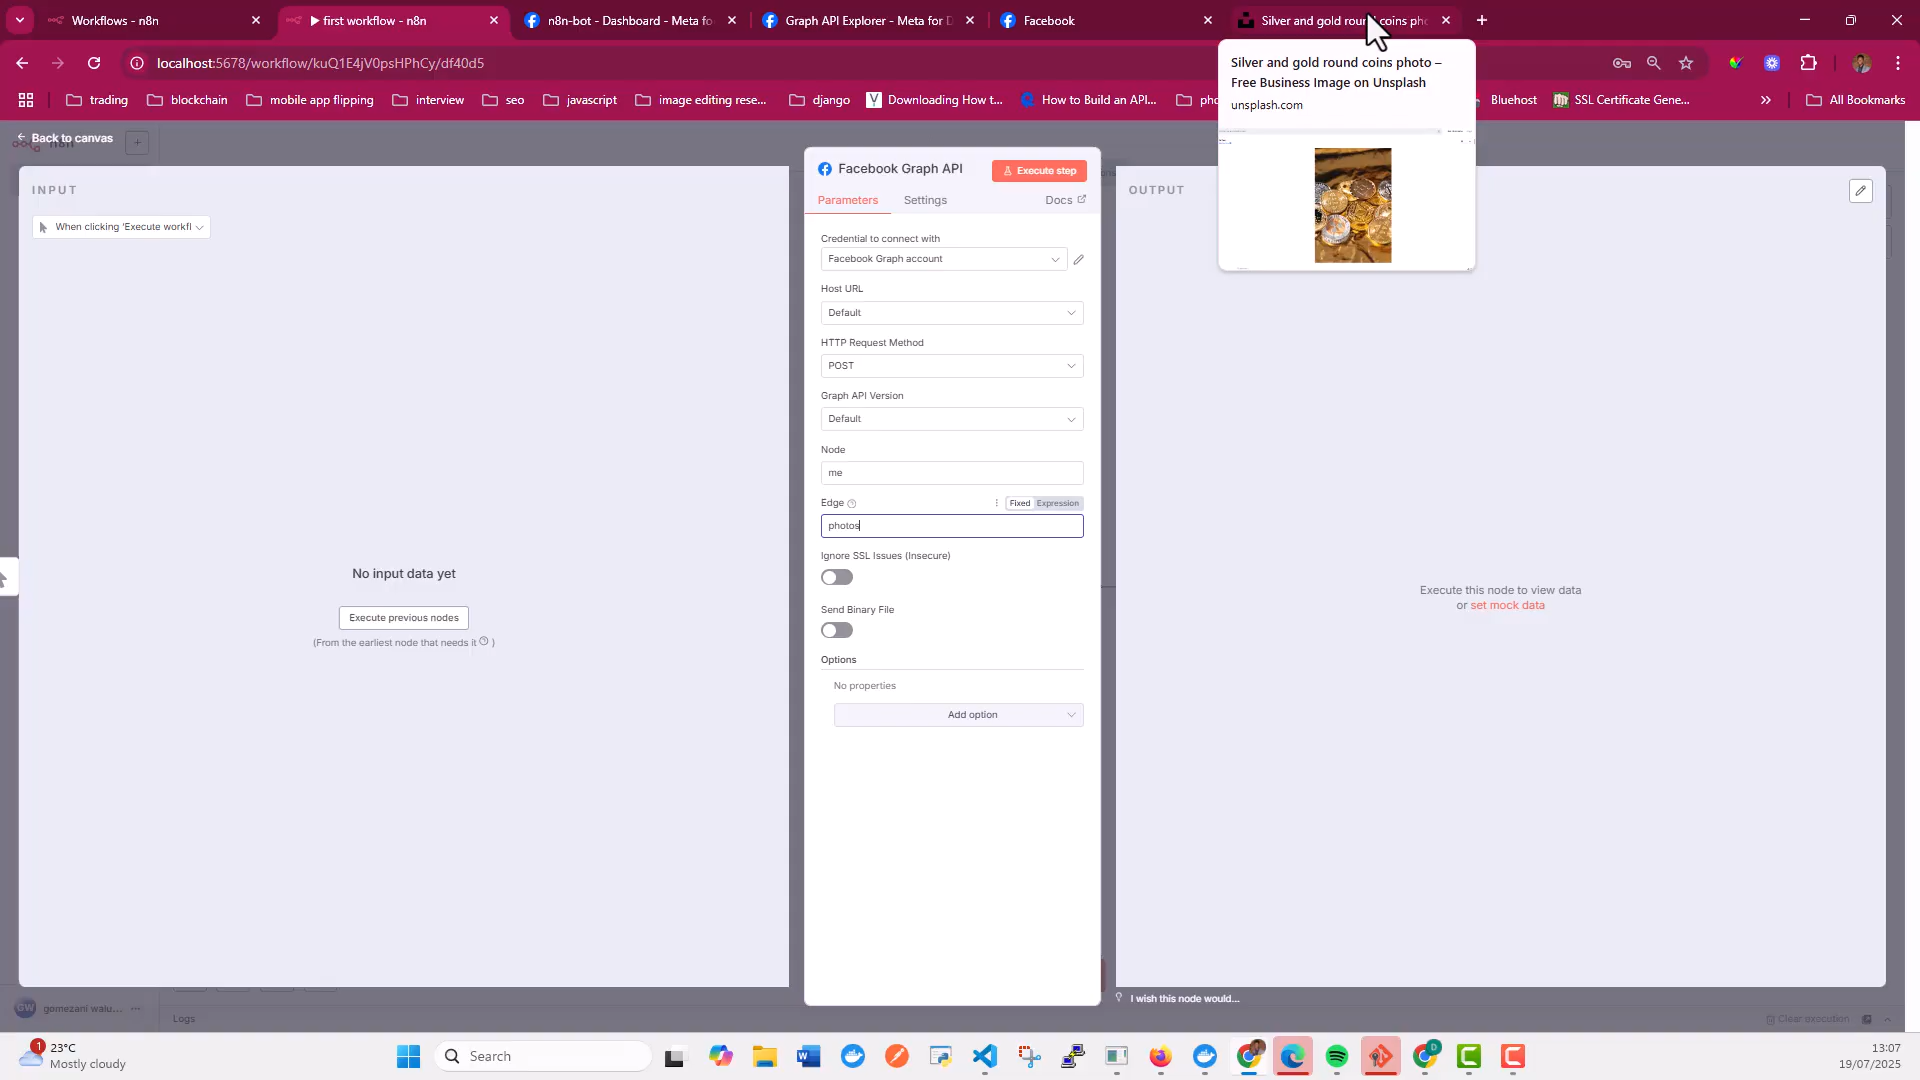 Workflows - n8n
first workflow - n8n
n8n-bot - Dashboard - Meta fo
Graph API Explorer - Meta for D
Facebook
Silver and gold round coins pho
localhost:5678/workflow/kuQ1E4jV0psHPhCy/df40d5
trading
blockchain
mobile app flipping
interview
seo
javascript
image editing rese...
django
Downloading How t...
How to Build an API...
Bluehost
SSL Certificate Gene...
All Bookmarks
Silver and gold round coins photo –
Free Business Image on Unsplash
unsplash.com
Back to canvas
INPUT
When clicking 'Execute workfl
No input data yet
Execute previous nodes
(From the earliest node that needs it )
Facebook Graph API
Execute step
Parameters
Settings
Docs
Credential to connect with
Facebook Graph account
Host URL
Default
HTTP Request Method
POST
Graph API Version
Default
Node
me
Edge
Fixed
Expression
photos
Ignore SSL Issues (Insecure)
Send Binary File
Options
No properties
Add option
OUTPUT
Execute this node to view data
or set mock data
I wish this node would...
GW
gomezani walu...
Logs
Clear execution
1
23°C
Mostly cloudy
Search
13:07
19/07/2025